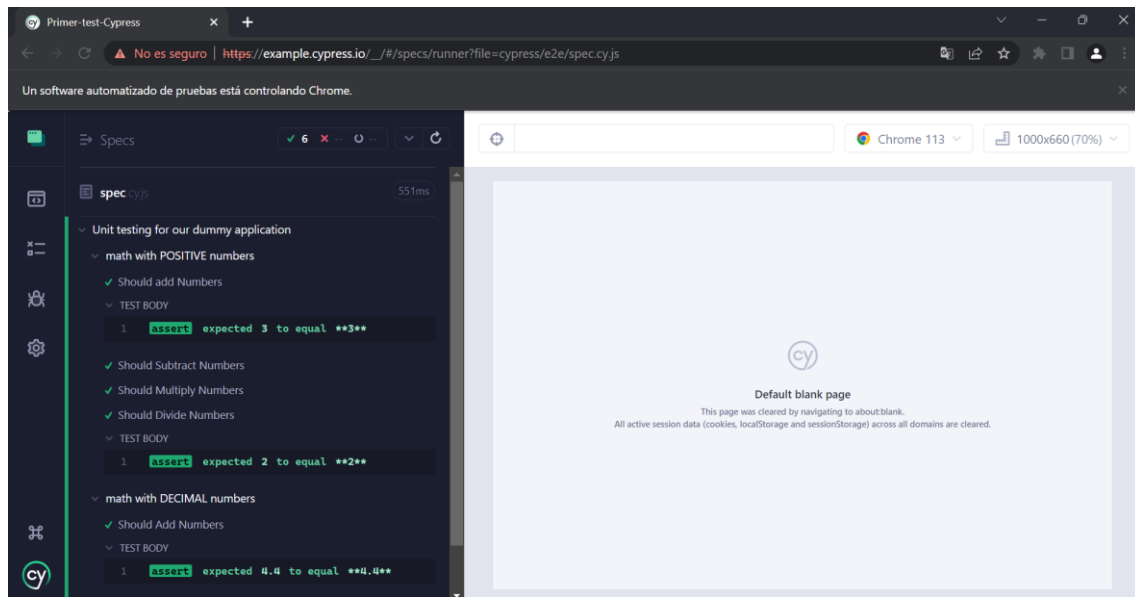 Primer-test-Cypress
No es seguro | https://example.cypress.io/__/#/specs/runner?file=cypress/e2e/spec.cy.js
Un software automatizado de pruebas está controlando Chrome.
Specs
6 -- --
Chrome 113
1000x660 (70%)
spec.cy.js
551ms
Unit testing for our dummy application
math with POSITIVE numbers
Should add Numbers
TEST BODY
1 assert expected 3 to equal **3**
Should Subtract Numbers
Should Multiply Numbers
Should Divide Numbers
TEST BODY
1 assert expected 2 to equal **2**
math with DECIMAL numbers
Should Add Numbers
TEST BODY
1 assert expected 4.4 to equal **4.4**
cy
Default blank page
This page was cleared by navigating to about:blank.
All active session data (cookies, localStorage and sessionStorage) across all domains are cleared.
cy